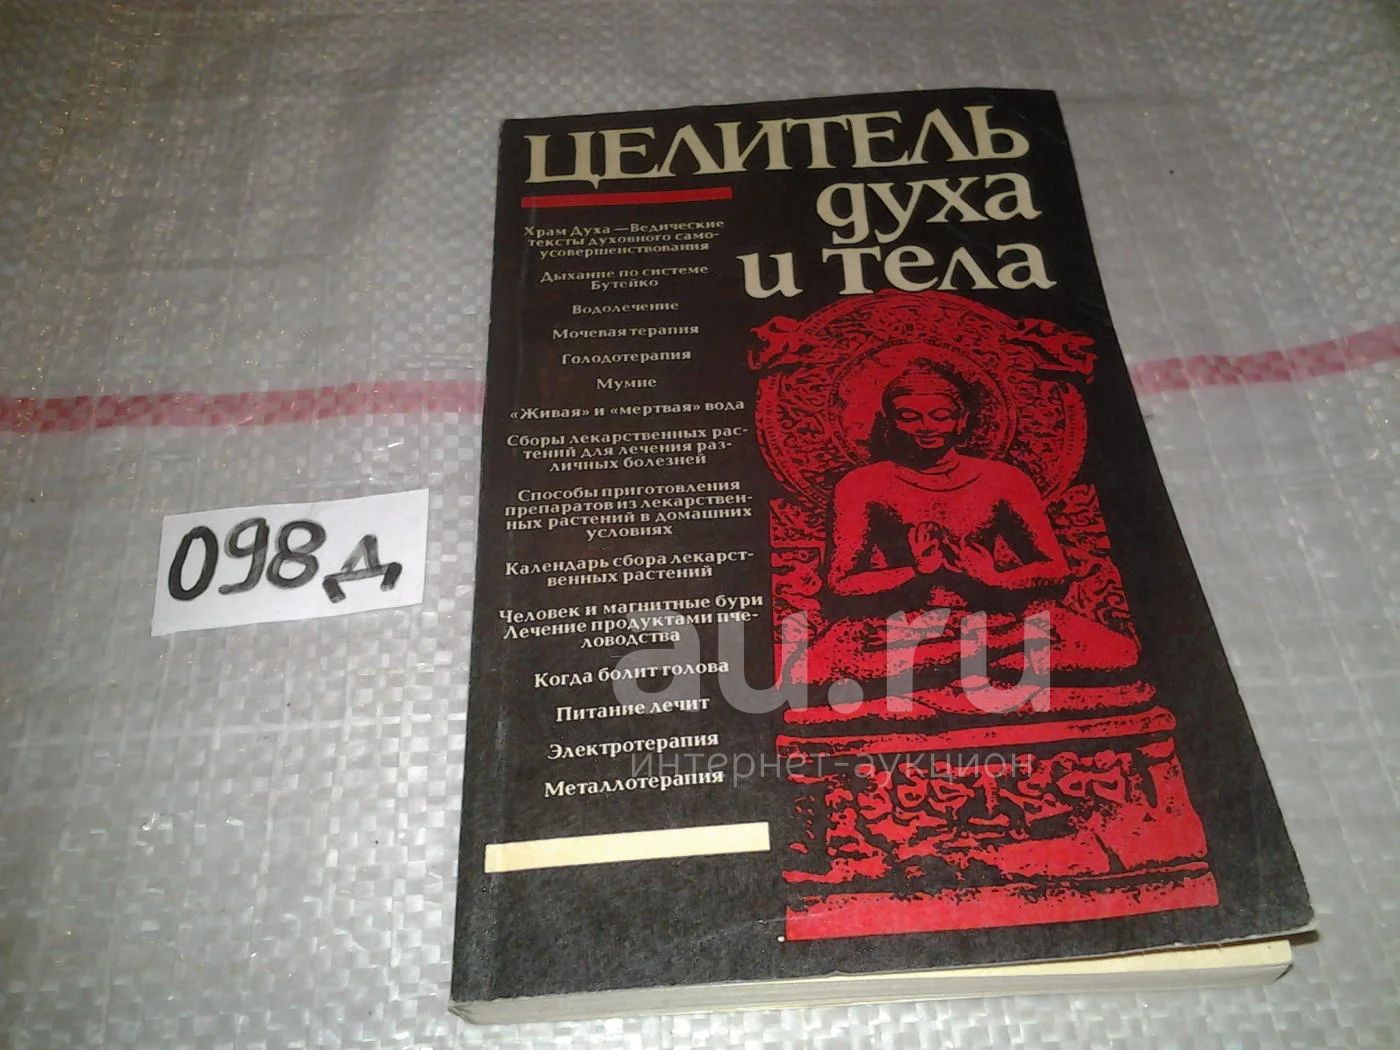 ЦЕЛИТЕЛЬ
духа
и тела
Храм Духа — Ведические
тексты духовного само-
усовершенствования
Дыхание по системе
Бутейко
Водолечение
Мочевая терапия
Голодотерапия
Мумие
«Живая» и «мертвая» вода
Сборы лекарственных рас-
тений для лечения раз-
личных болезней
Способы приготовления
препаратов из лекарствен-
ных растений в домашних
условиях
Календарь сбора лекарст-
венных растений
Человек и магнитные бури
Лечение продуктами пче-
ловодства
Когда болит голова
Питание лечит
Электротерапия
Металлотерапия
098д
au.ru
интернет-аукцион